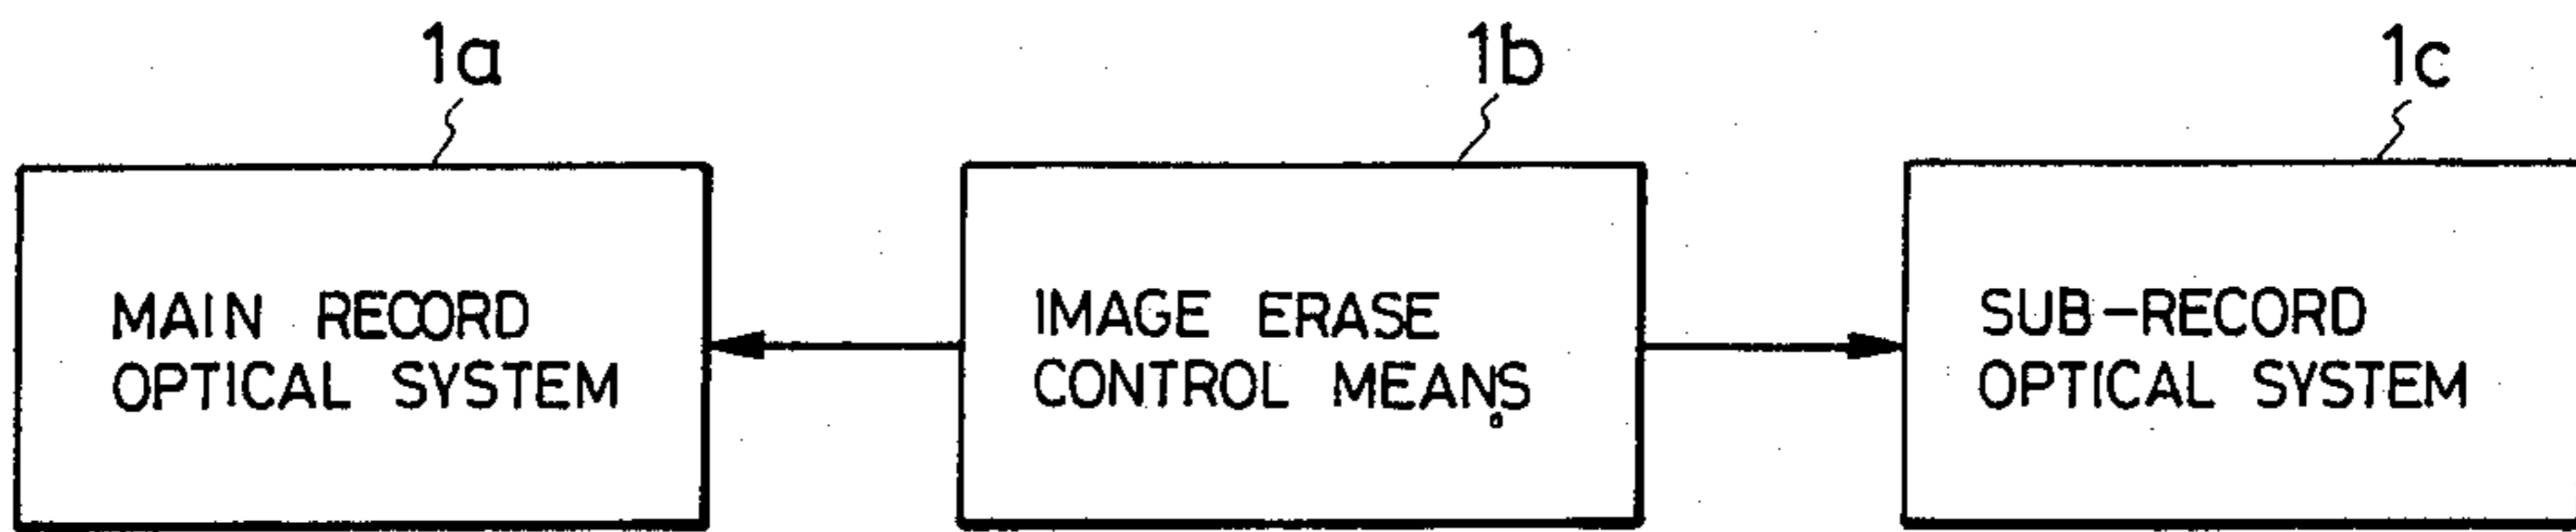 1a
1b
1c
MAIN RECORD
OPTICAL SYSTEM
IMAGE ERASE
CONTROL MEANS
SUB-RECORD
OPTICAL SYSTEM